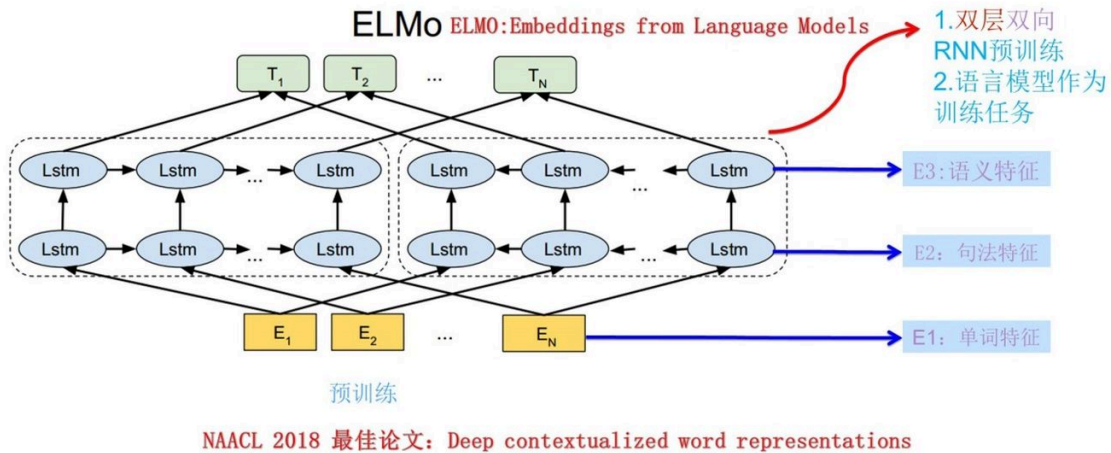 ELMo ELMO:Embeddings from Language Models
1.双层双向
RNN预训练
2.语言模型作为
训练任务
T1 T2 ... TN
Lstm Lstm ... Lstm Lstm Lstm ... Lstm
E3:语义特征
Lstm Lstm ... Lstm Lstm Lstm ... Lstm
E2: 句法特征
E1 E2 ... EN
E1: 单词特征
预训练
NAACL 2018 最佳论文: Deep contextualized word representations